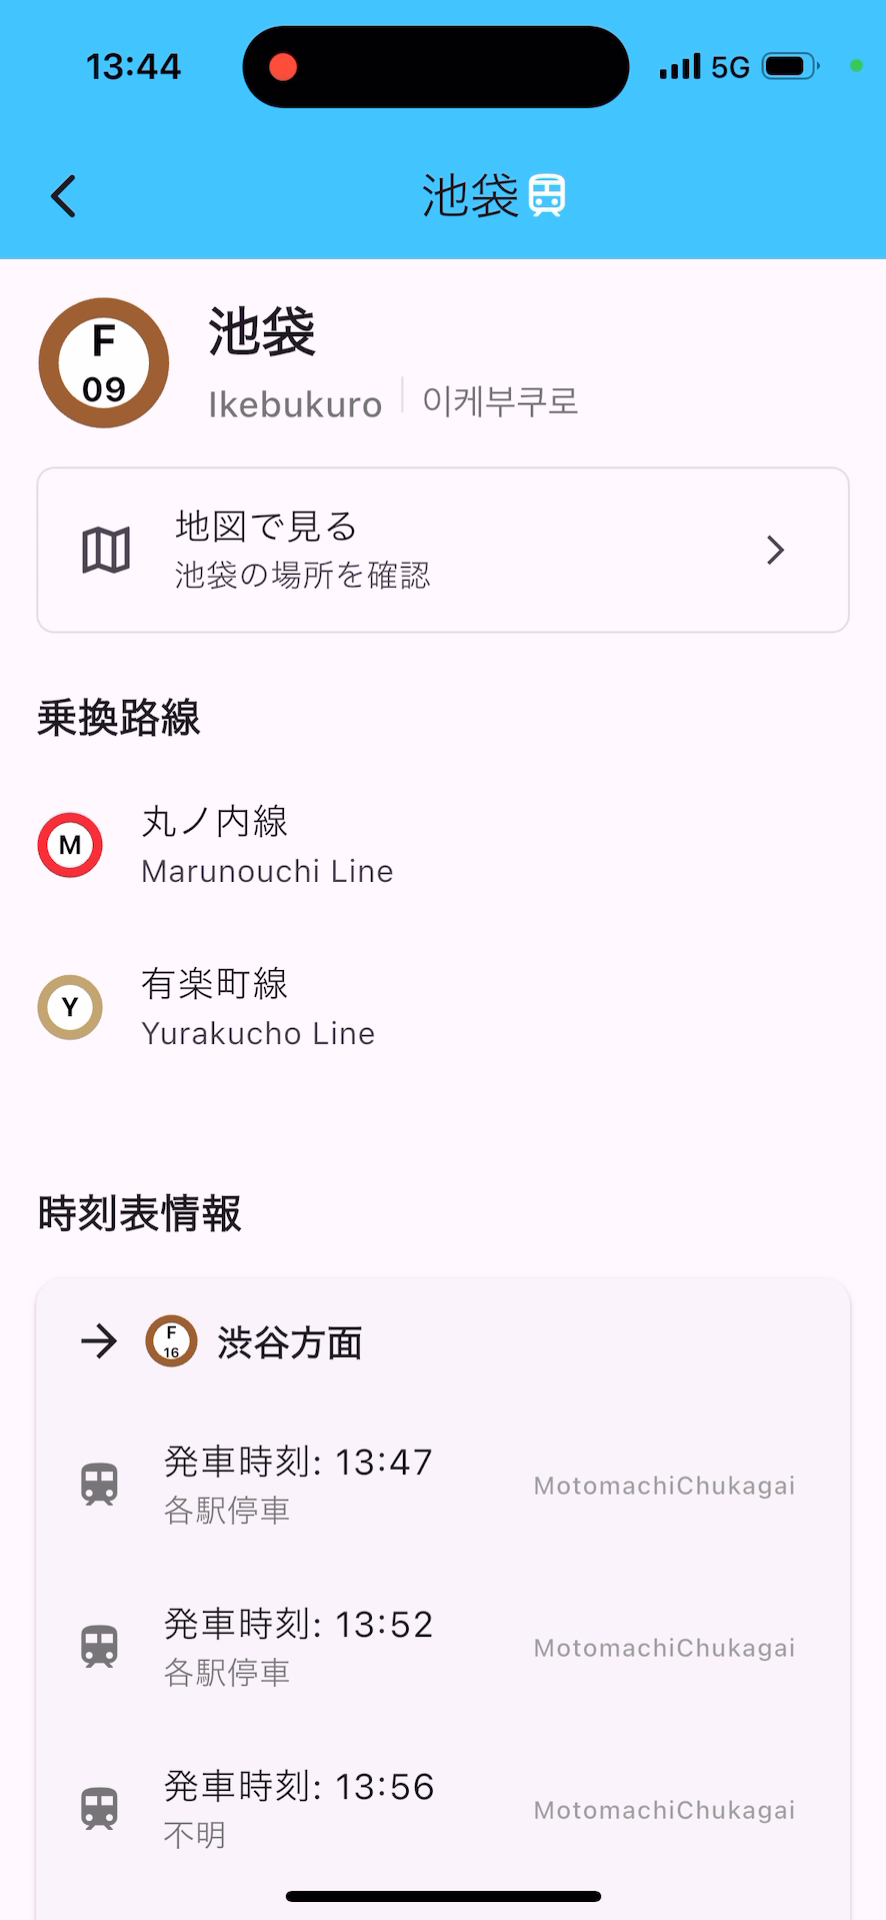 13:44
5G
池袋
F
09
池袋
Ikebukuro
이케부쿠로
地図で見る
池袋の場所を確認
乗換路線
M
丸ノ内線
Marunouchi Line
Y
有楽町線
Yurakucho Line
時刻表情報
F
16
渋谷方面
発車時刻: 13:47
各駅停車
MotomachiChukagai
発車時刻: 13:52
各駅停車
MotomachiChukagai
発車時刻: 13:56
不明
MotomachiChukagai